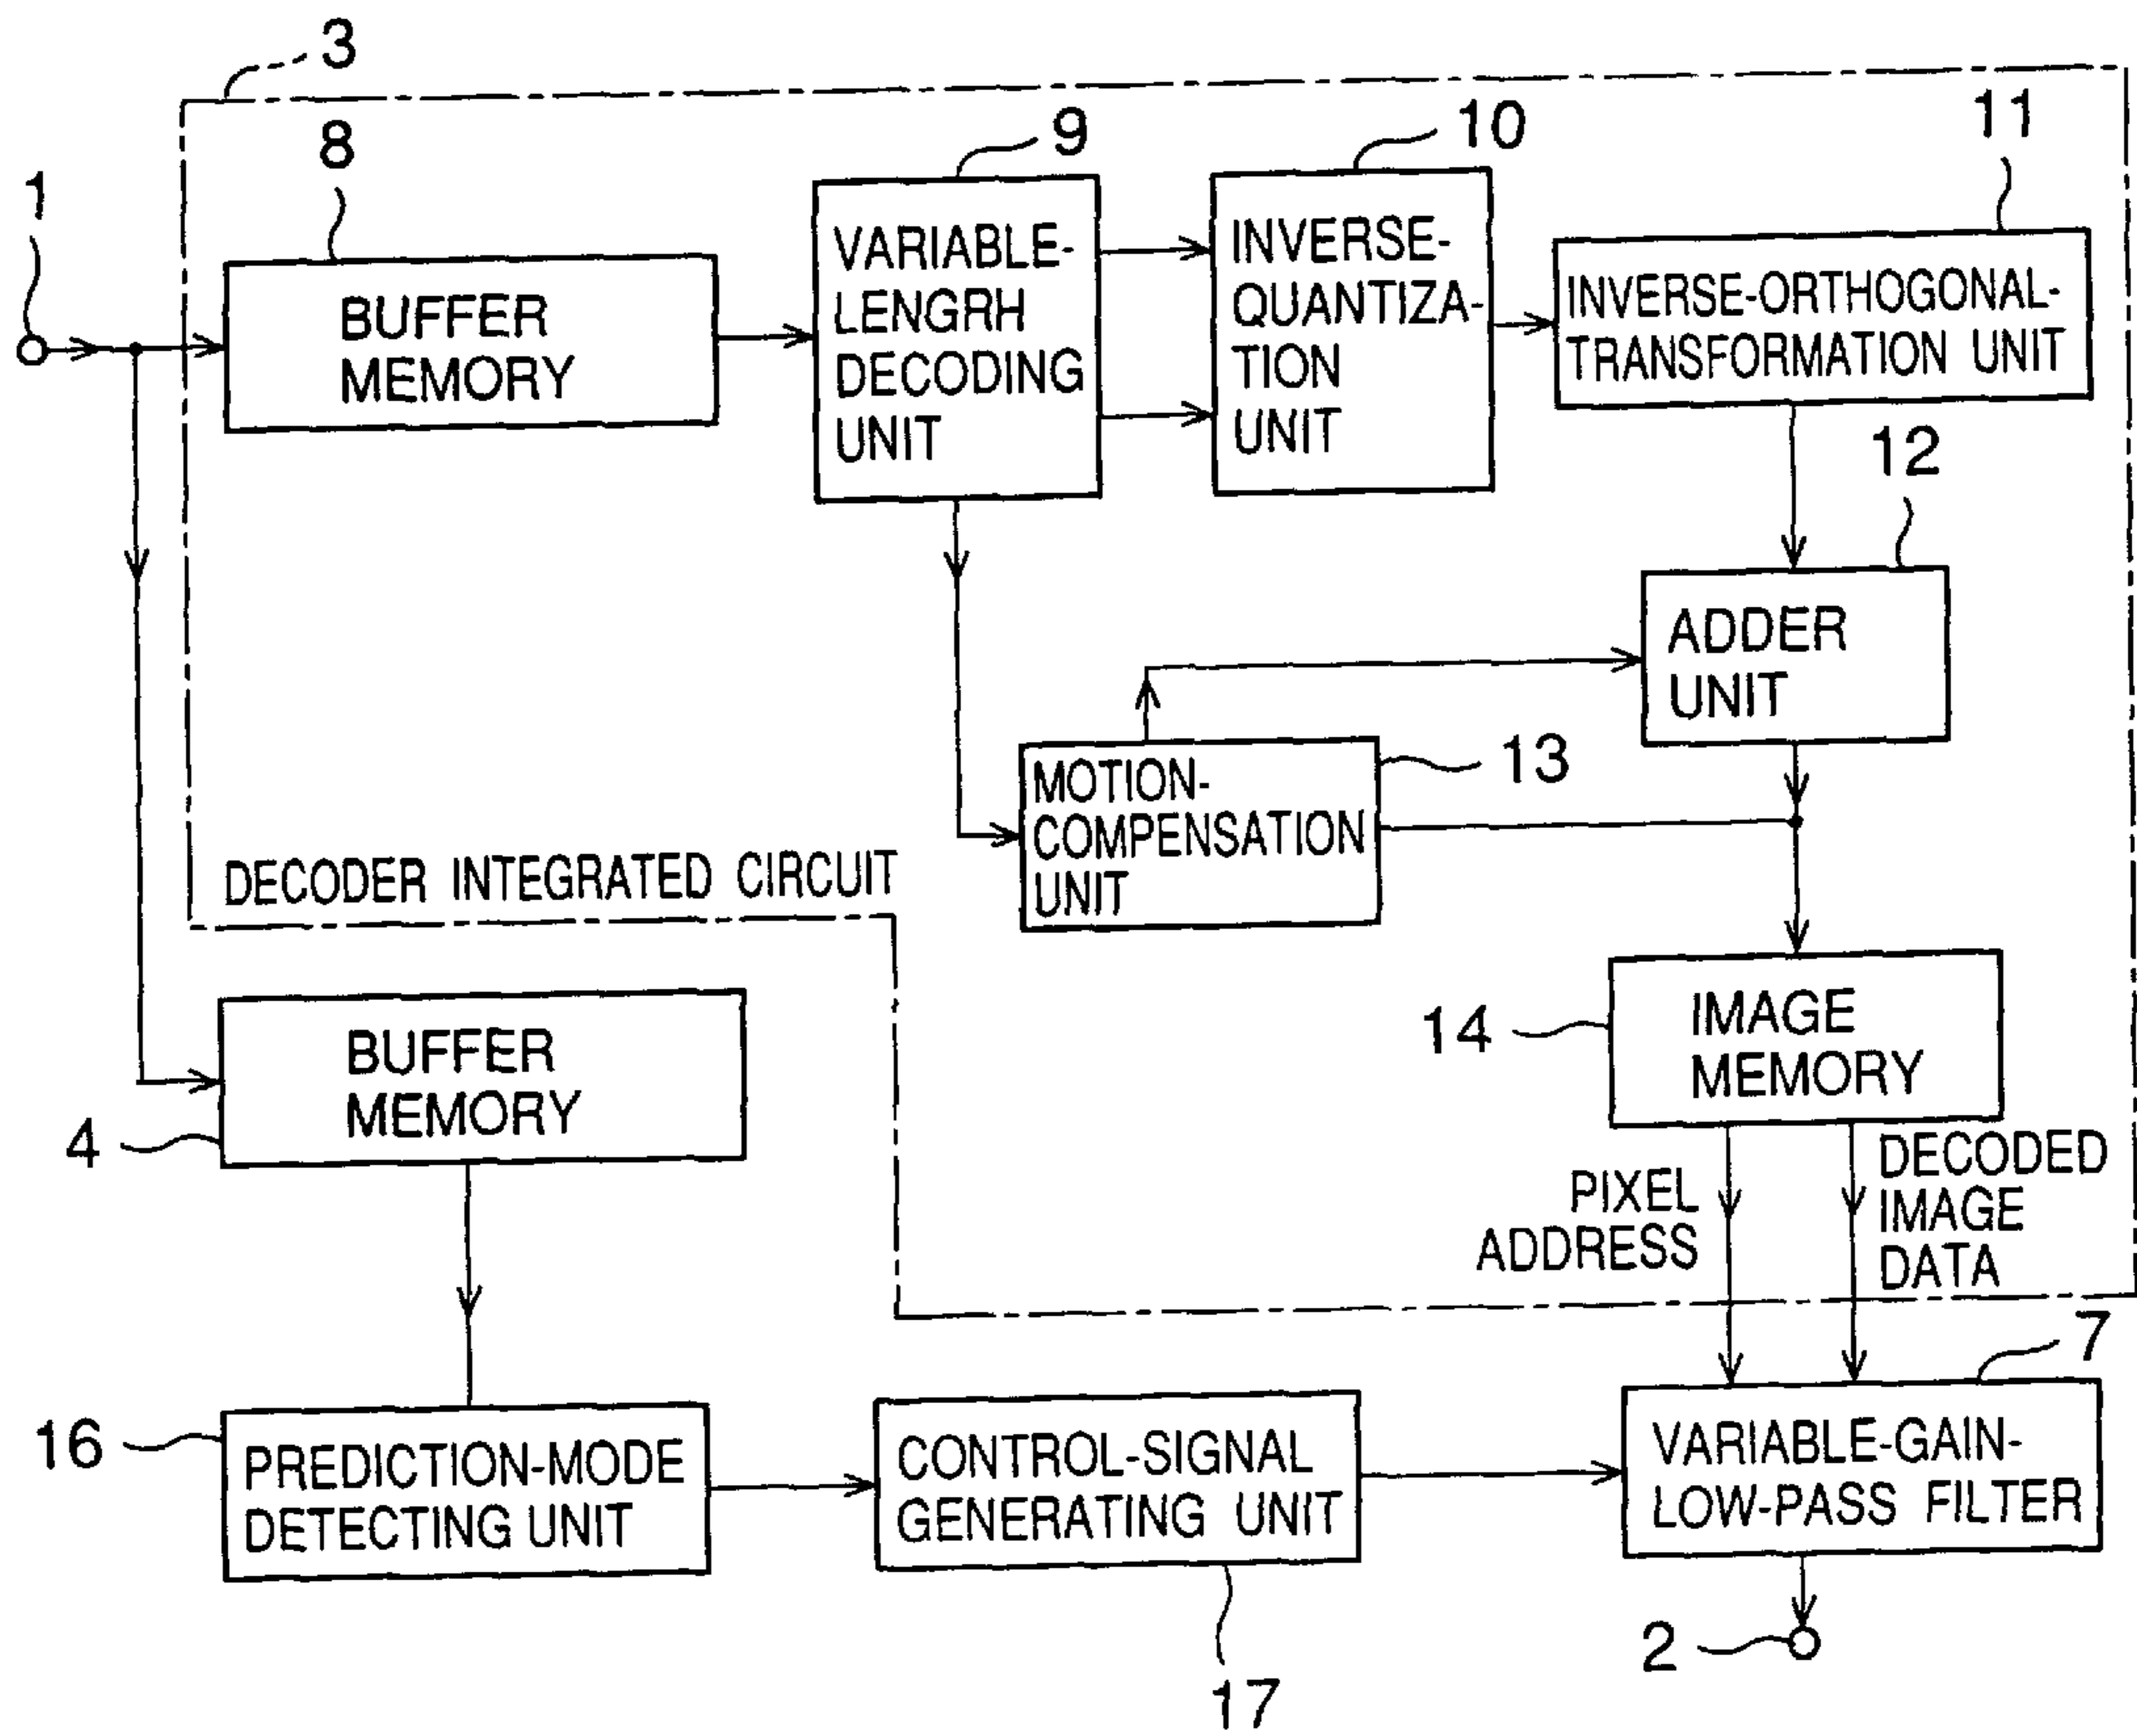 3
8
9
10
11
1
BUFFER
MEMORY
VARIABLE-
LENGRH
DECODING
UNIT
INVERSE-
QUANTIZA-
TION
UNIT
INVERSE-ORTHOGONAL-
TRANSFORMATION UNIT
12
ADDER
UNIT
MOTION-
COMPENSATION
UNIT
13
DECODER INTEGRATED CIRCUIT
BUFFER
MEMORY
4
14
IMAGE
MEMORY
PIXEL
ADDRESS
DECODED
IMAGE
DATA
7
16
PREDICTION-MODE
DETECTING UNIT
CONTROL-SIGNAL
GENERATING UNIT
VARIABLE-GAIN-
LOW-PASS FILTER
17
2